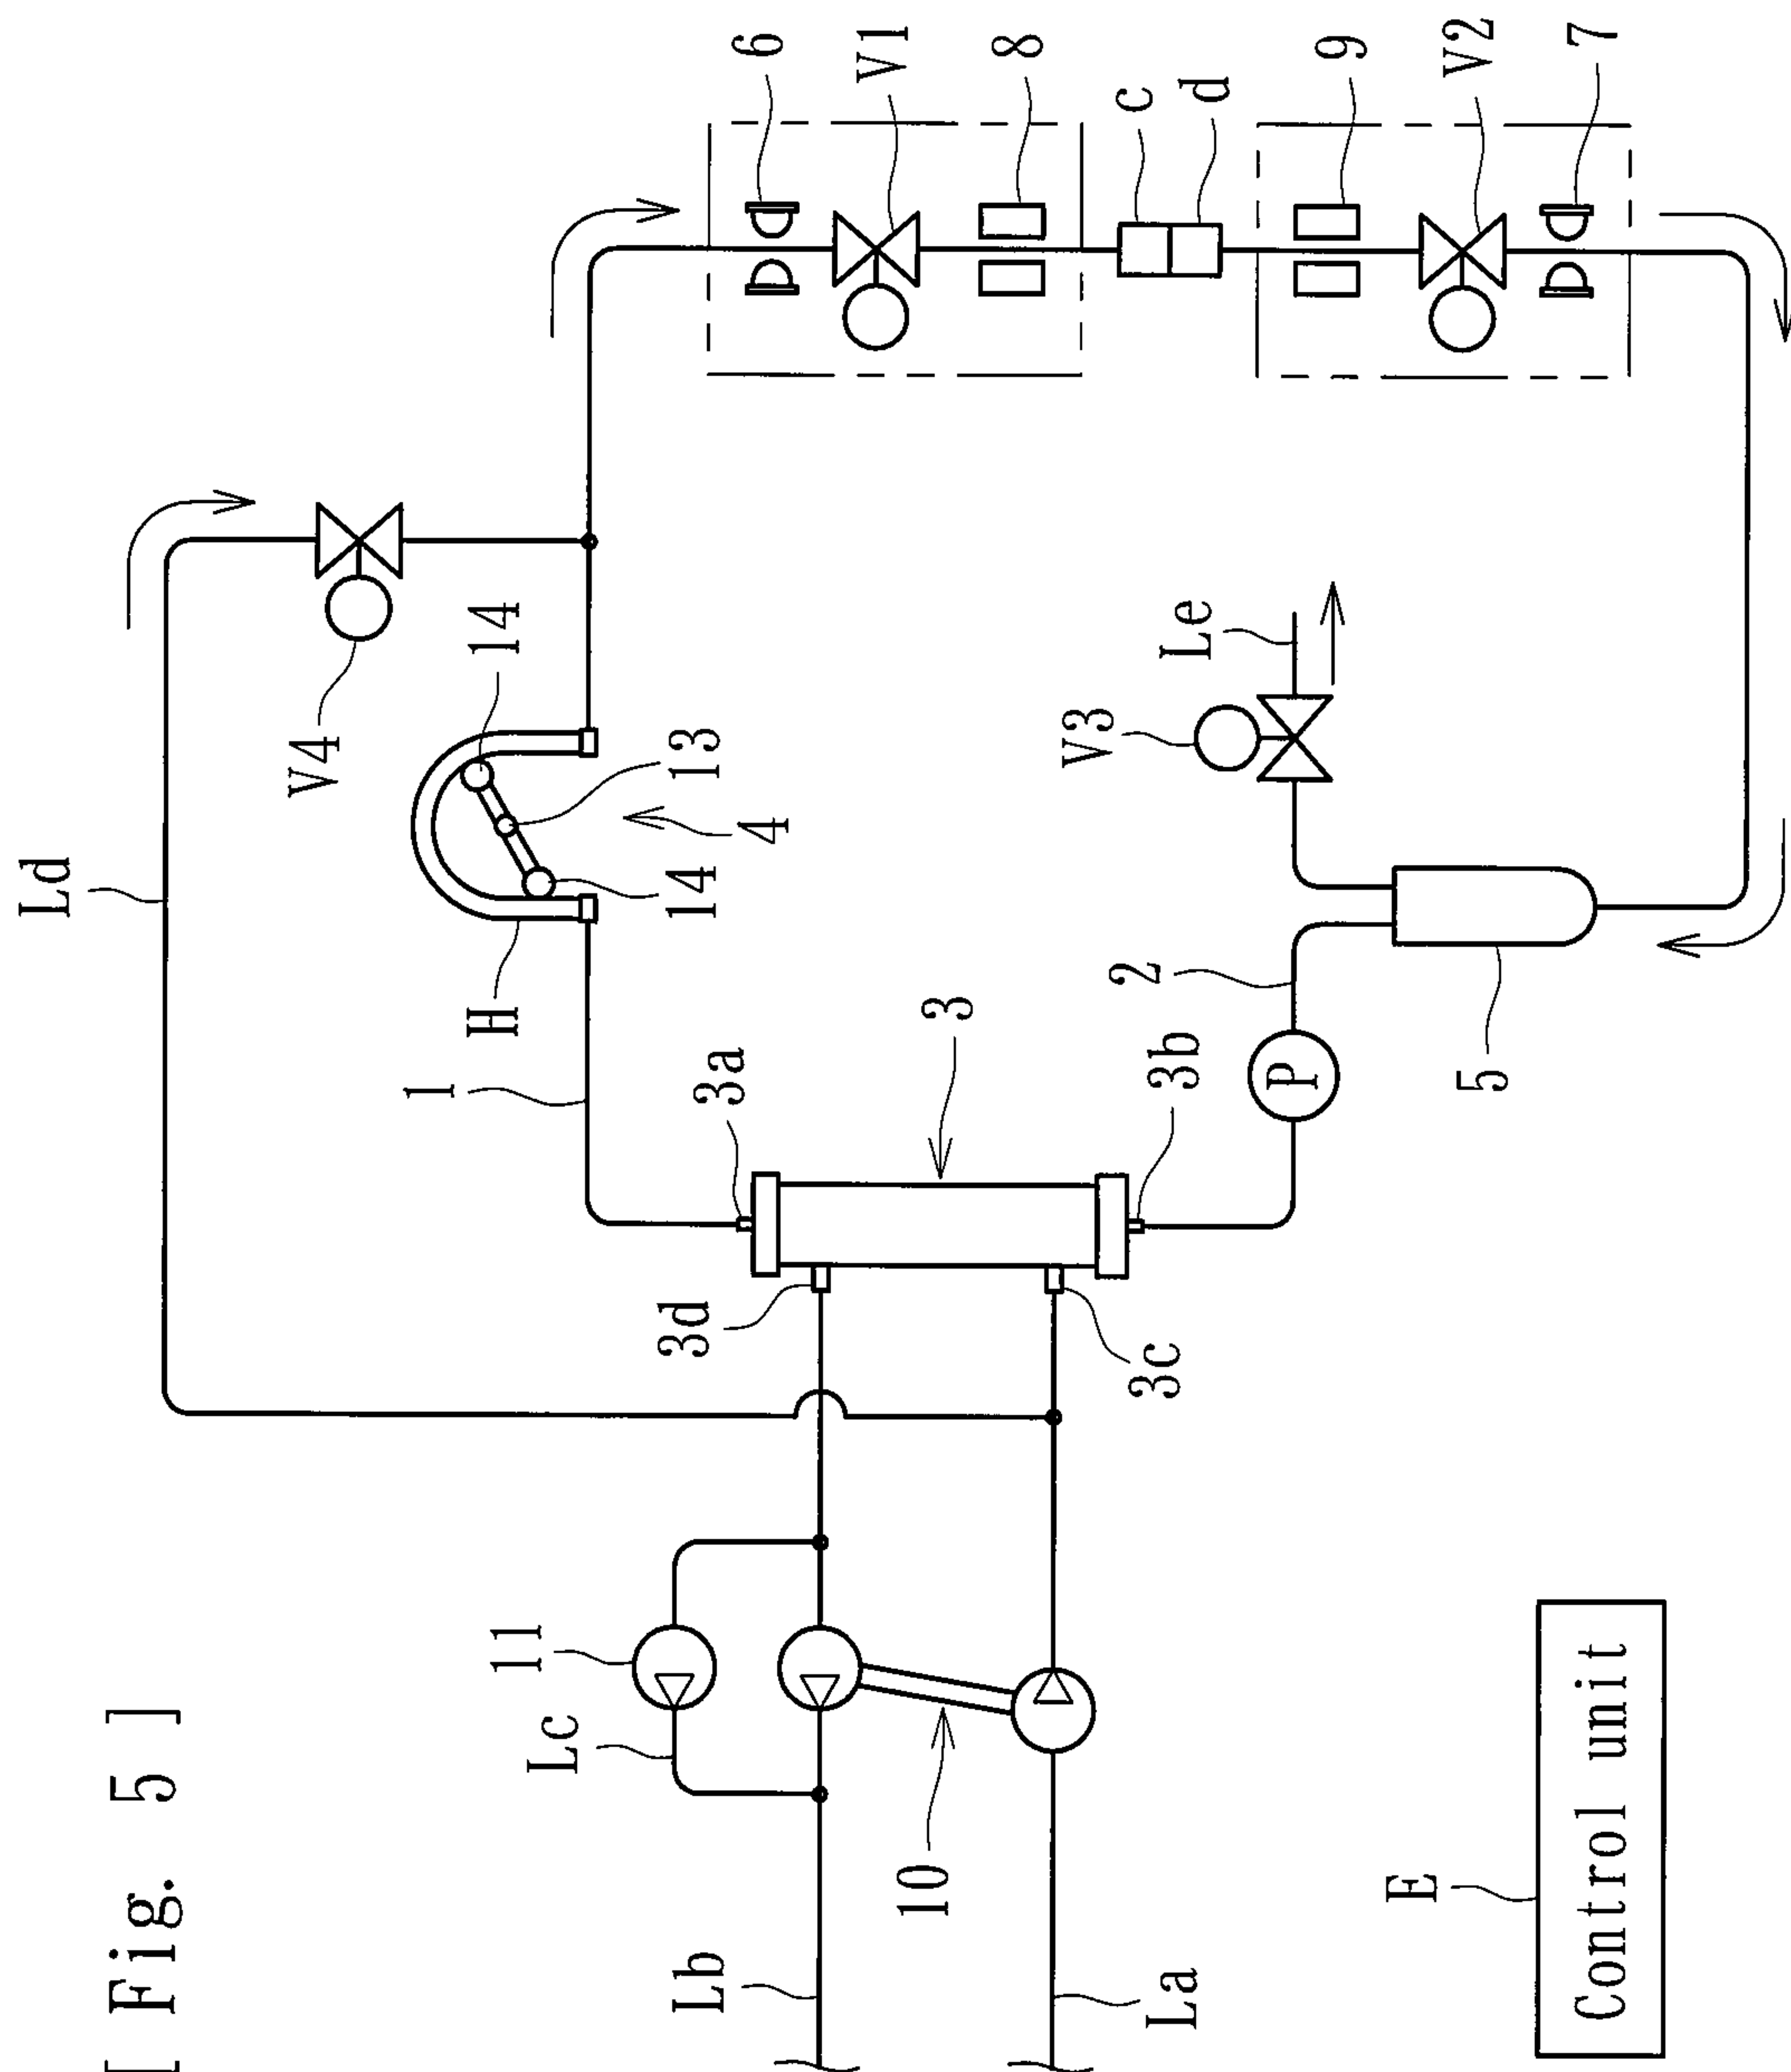 [ Fig. 5 ]
Ld
V4
1
H
14
11
Lc
Lb
3d
14
13
3a
4
6
V1
10
3
8
V3
2
c
La
3c
3b
Le
d
P
9
E
V2
5
7
Control unit